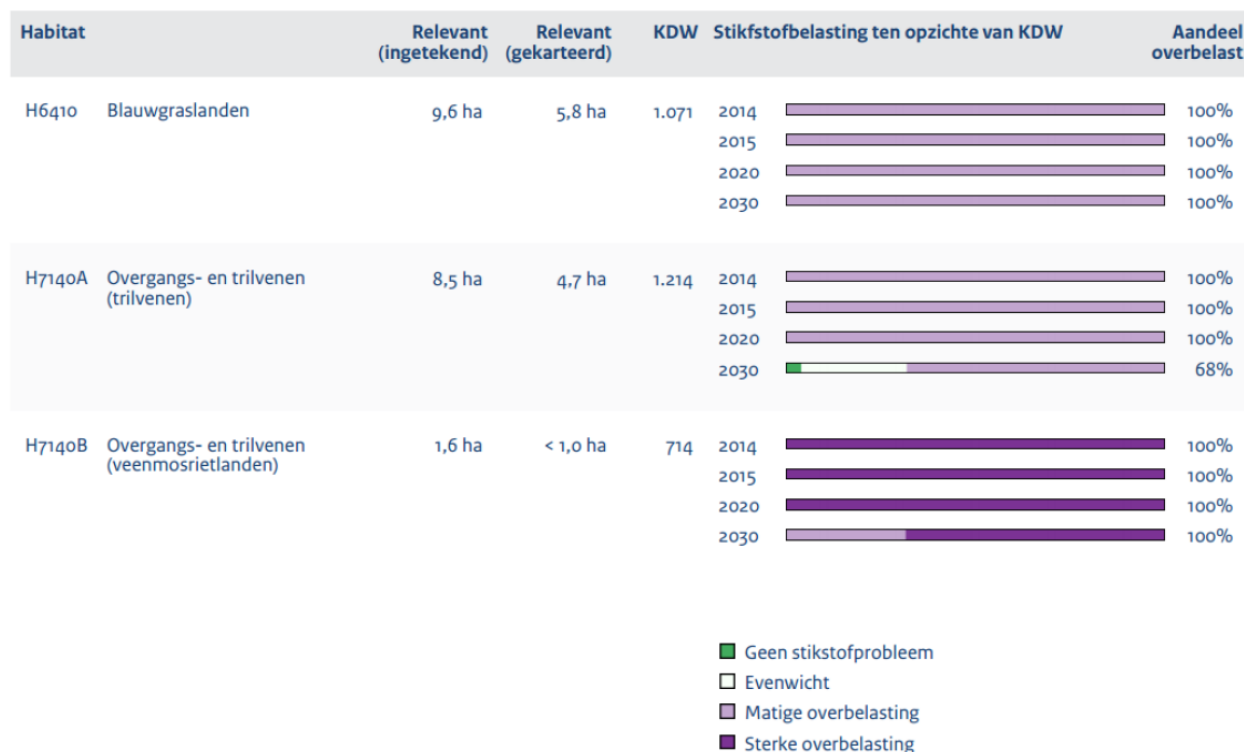 Habitat Relevant (ingetekend) Relevant (gekarteerd) KDW Stikfstofbelasting ten opzichte van KDW Aandeel overbelast
H6410 Blauwgraslanden 9,6 ha 5,8 ha 1.071 2014 100%
2015 100%
2020 100%
2030 100%
H7140A Overgangs- en trilvenen 8,5 ha 4,7 ha 1.214 2014 100%
(trilvenen)
2015 100%
2020 100%
2030 68%
H7140B Overgangs- en trilvenen 1,6 ha < 1,0 ha 714 2014 100%
(veenmosrietlanden)
2015 100%
2020 100%
2030 100%
Geen stikstofprobleem
Evenwicht
Matige overbelasting
Sterke overbelasting